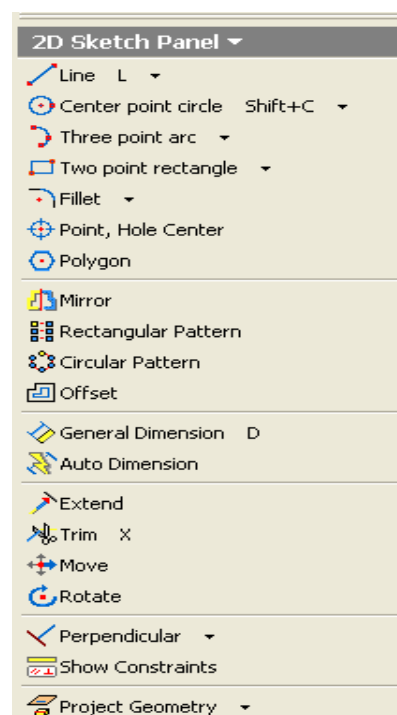 2D Sketch Panel
Line L
Center point circle Shift+C
Three point arc
Two point rectangle
Fillet
Point, Hole Center
Polygon
Mirror
Rectangular Pattern
Circular Pattern
Offset
General Dimension D
Auto Dimension
Extend
Trim X
Move
Rotate
Perpendicular
Show Constraints
Project Geometry